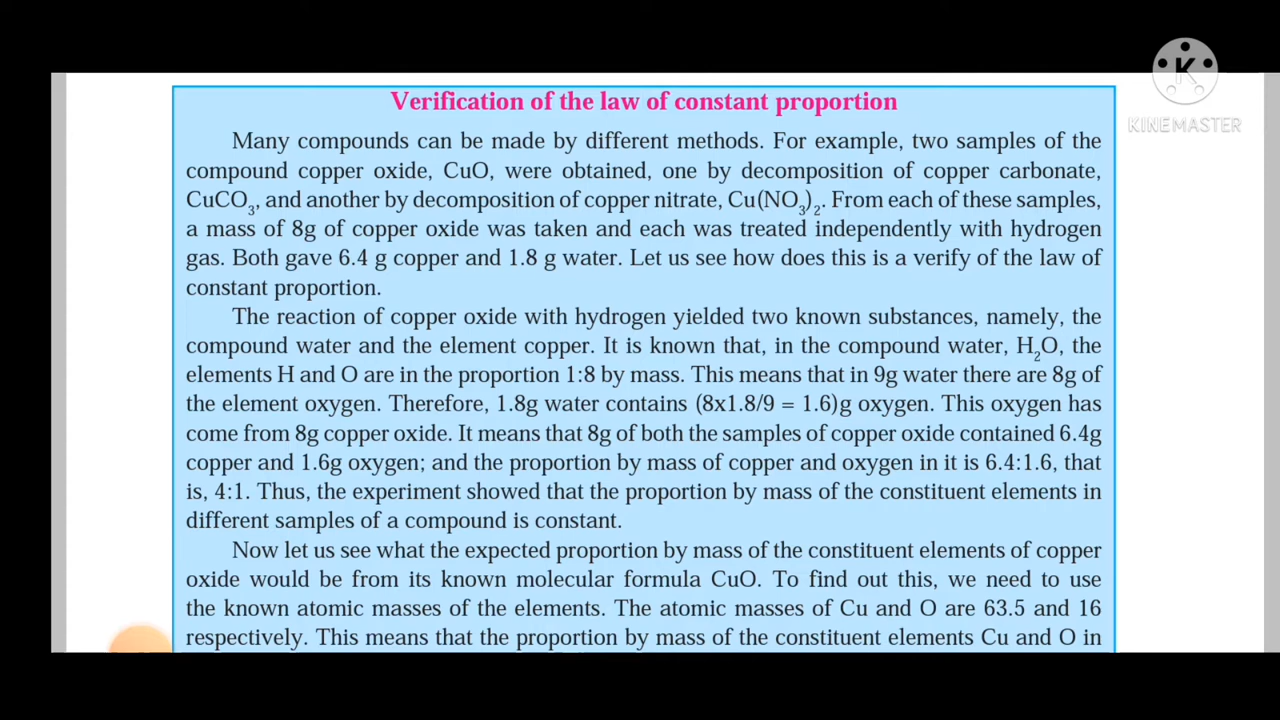 Verification of the law of constant proportion
Many compounds can be made by different methods. For example, two samples of the
compound copper oxide, CuO, were obtained, one by decomposition of copper carbonate,
CuCO₃, and another by decomposition of copper nitrate, Cu(NO₃)₂. From each of these samples,
a mass of 8g of copper oxide was taken and each was treated independently with hydrogen
gas. Both gave 6.4 g copper and 1.8 g water. Let us see how does this is a verify of the law of
constant proportion.
The reaction of copper oxide with hydrogen yielded two known substances, namely, the
compound water and the element copper. It is known that, in the compound water, H₂O, the
elements H and O are in the proportion 1:8 by mass. This means that in 9g water there are 8g of
the element oxygen. Therefore, 1.8g water contains (8x1.8/9 = 1.6)g oxygen. This oxygen has
come from 8g copper oxide. It means that 8g of both the samples of copper oxide contained 6.4g
copper and 1.6g oxygen; and the proportion by mass of copper and oxygen in it is 6.4:1.6, that
is, 4:1. Thus, the experiment showed that the proportion by mass of the constituent elements in
different samples of a compound is constant.
Now let us see what the expected proportion by mass of the constituent elements of copper
oxide would be from its known molecular formula CuO. To find out this, we need to use
the known atomic masses of the elements. The atomic masses of Cu and O are 63.5 and 16
respectively. This means that the proportion by mass of the constituent elements Cu and O in
K
KINEMASTER